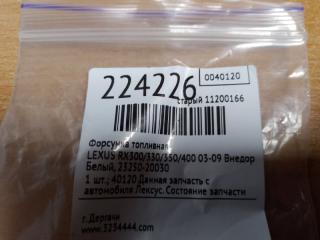 224226
0040120
старый 11200166
Форсунка топливная
LEXUS RX300/330/350/400 03-09 Внедор
Белый, 23250-20030
1 шт.; 40120 Данная запчасть с
автомобиля Лексус. Состояние запчасти
г. Дергачи
www.3234444.com